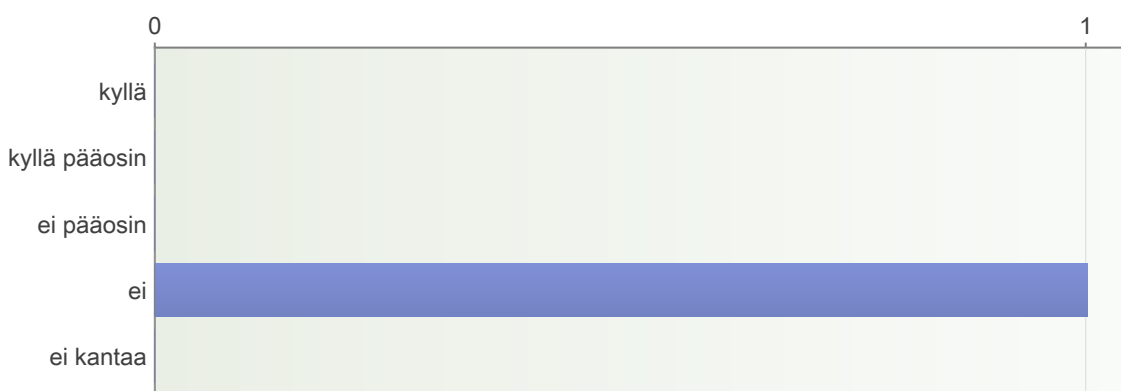 0 1
kyllä
kyllä pääosin
ei pääosin
ei
ei kantaa